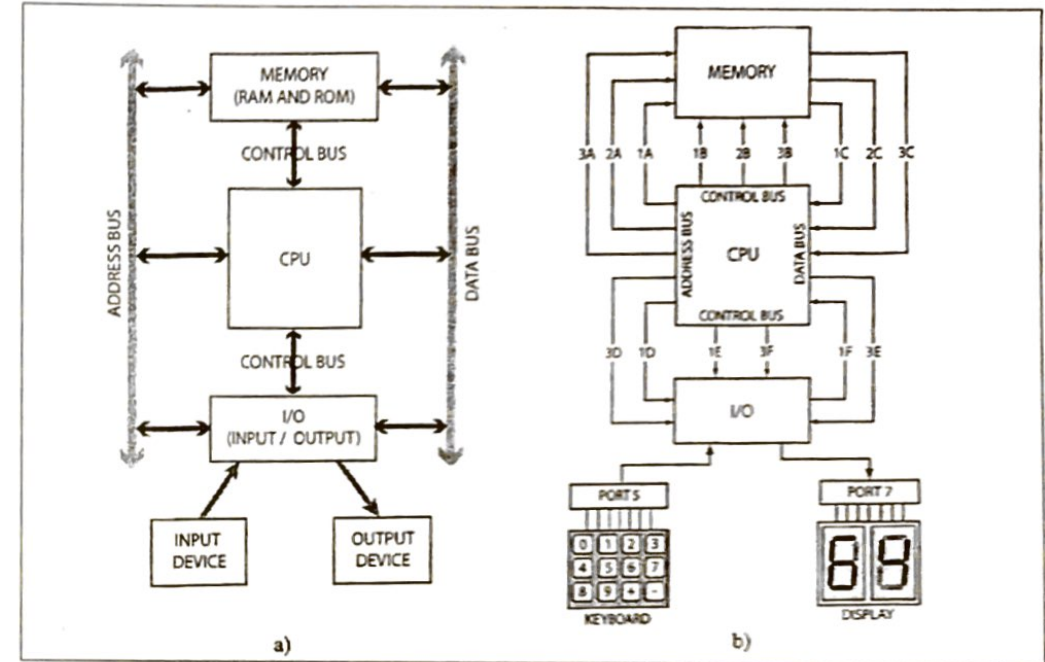 MEMORY
(RAM AND ROM)
CONTROL BUS
ADDRESS BUS
CPU
DATA BUS
CONTROL BUS
I/O
(INPUT / OUTPUT)
INPUT
DEVICE
OUTPUT
DEVICE
a)
MEMORY
3A 2A 1A 1B 2B 3B 1C 2C 3C
CONTROL BUS
ADDRESS BUS
CPU
DATA BUS
CONTROL BUS
3D 1D 1E 3F 1F 3E
I/O
PORT 5
PORT 7
0 1 2 3
4 5 6 7
8 9 + -
69
KEYBOARD
DISPLAY
b)